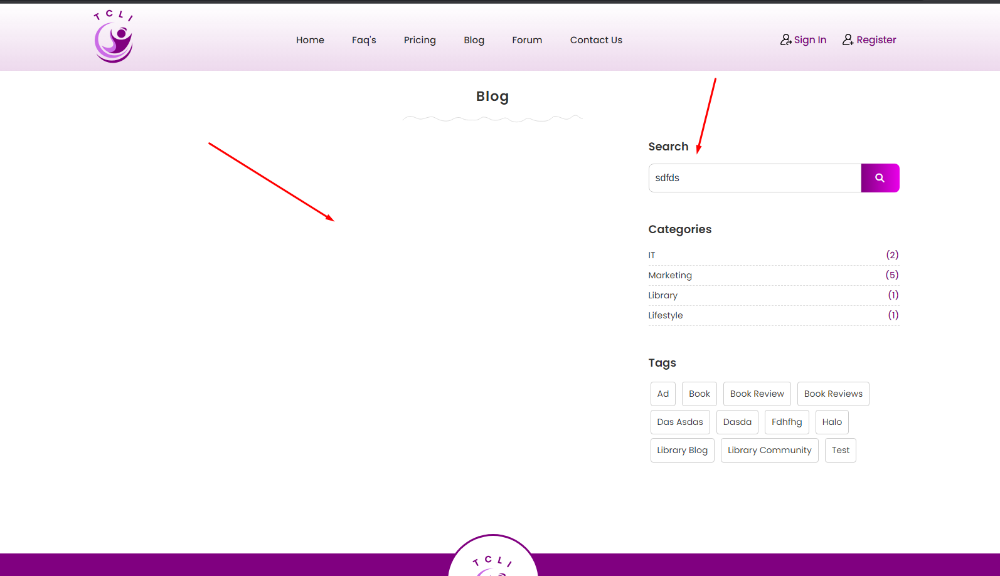 TCLI
Home Faq's Pricing Blog Forum Contact Us Sign In Register
Blog
Search
sdfds
Categories
IT (2)
Marketing (5)
Library (1)
Lifestyle (1)
Tags
Ad Book Book Review Book Reviews
Das Asdas Dasda Fdhfhg Halo
Library Blog Library Community Test
TCLI